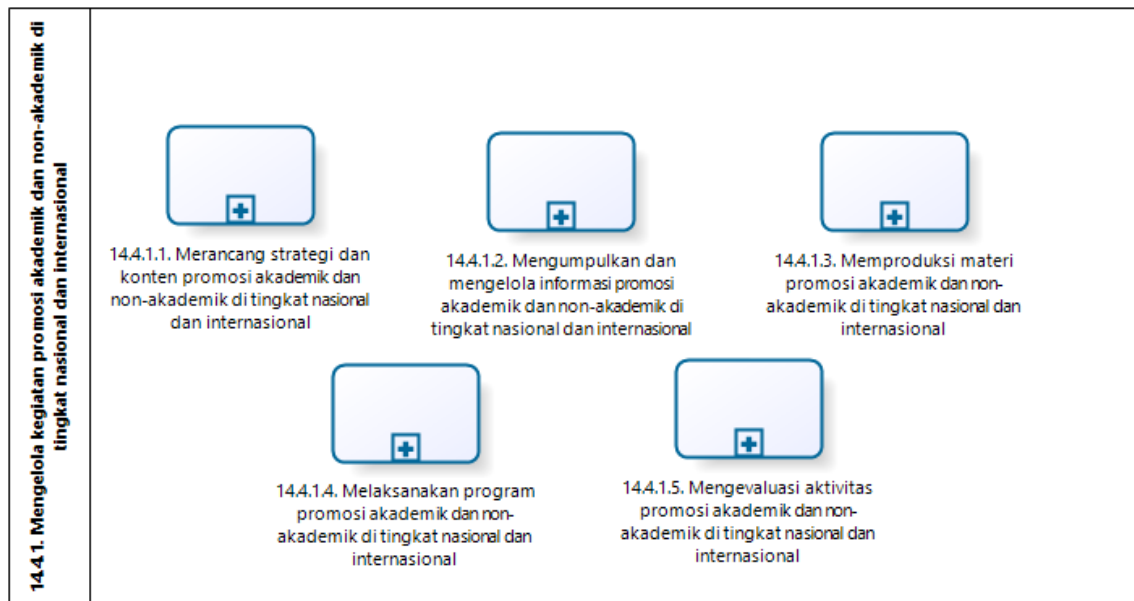 14.4.1. Mengelola kegiatan promosi akademik dan non-akademik di
tingkat nasional dan internasional
14.4.1.1. Merancang strategi dan
konten promosi akademik dan
non-akademik di tingkat nasional
dan internasional
14.4.1.2. Mengumpulkan dan
mengelola informasi promosi
akademik dan non-akademik di
tingkat nasional dan internasional
14.4.1.3. Memproduksi materi
promosi akademik dan non-
akademik di tingkat nasional dan
internasional
14.4.1.4. Melaksanakan program
promosi akademik dan non-
akademik di tingkat nasional dan
internasional
14.4.1.5. Mengevaluasi aktivitas
promosi akademik dan non-
akademik di tingkat nasional dan
internasional